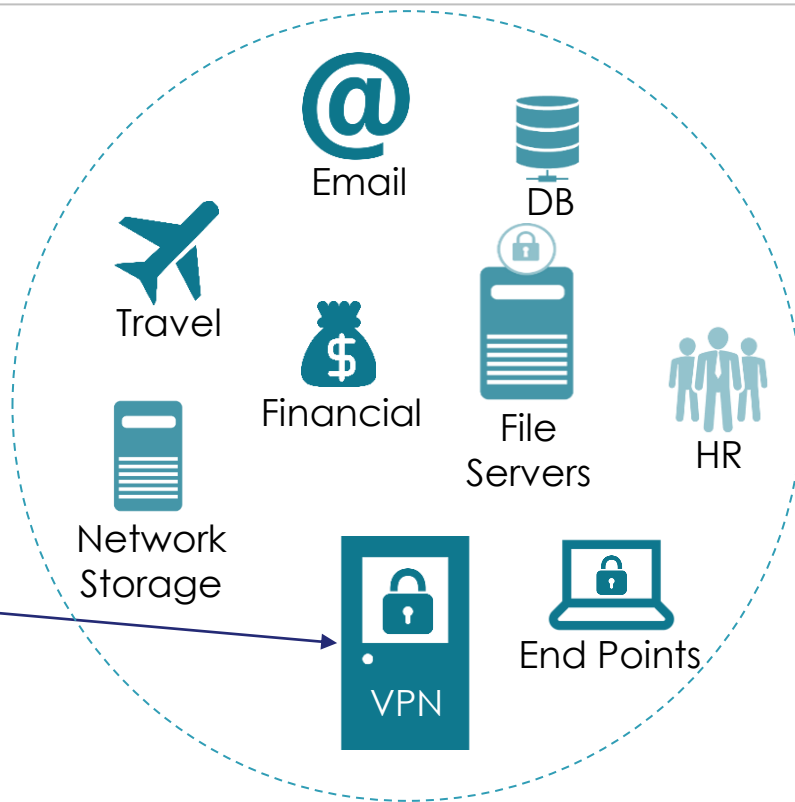 @
Email
DB
Travel
$
Financial
File
Servers
HR
Network
Storage
End Points
VPN